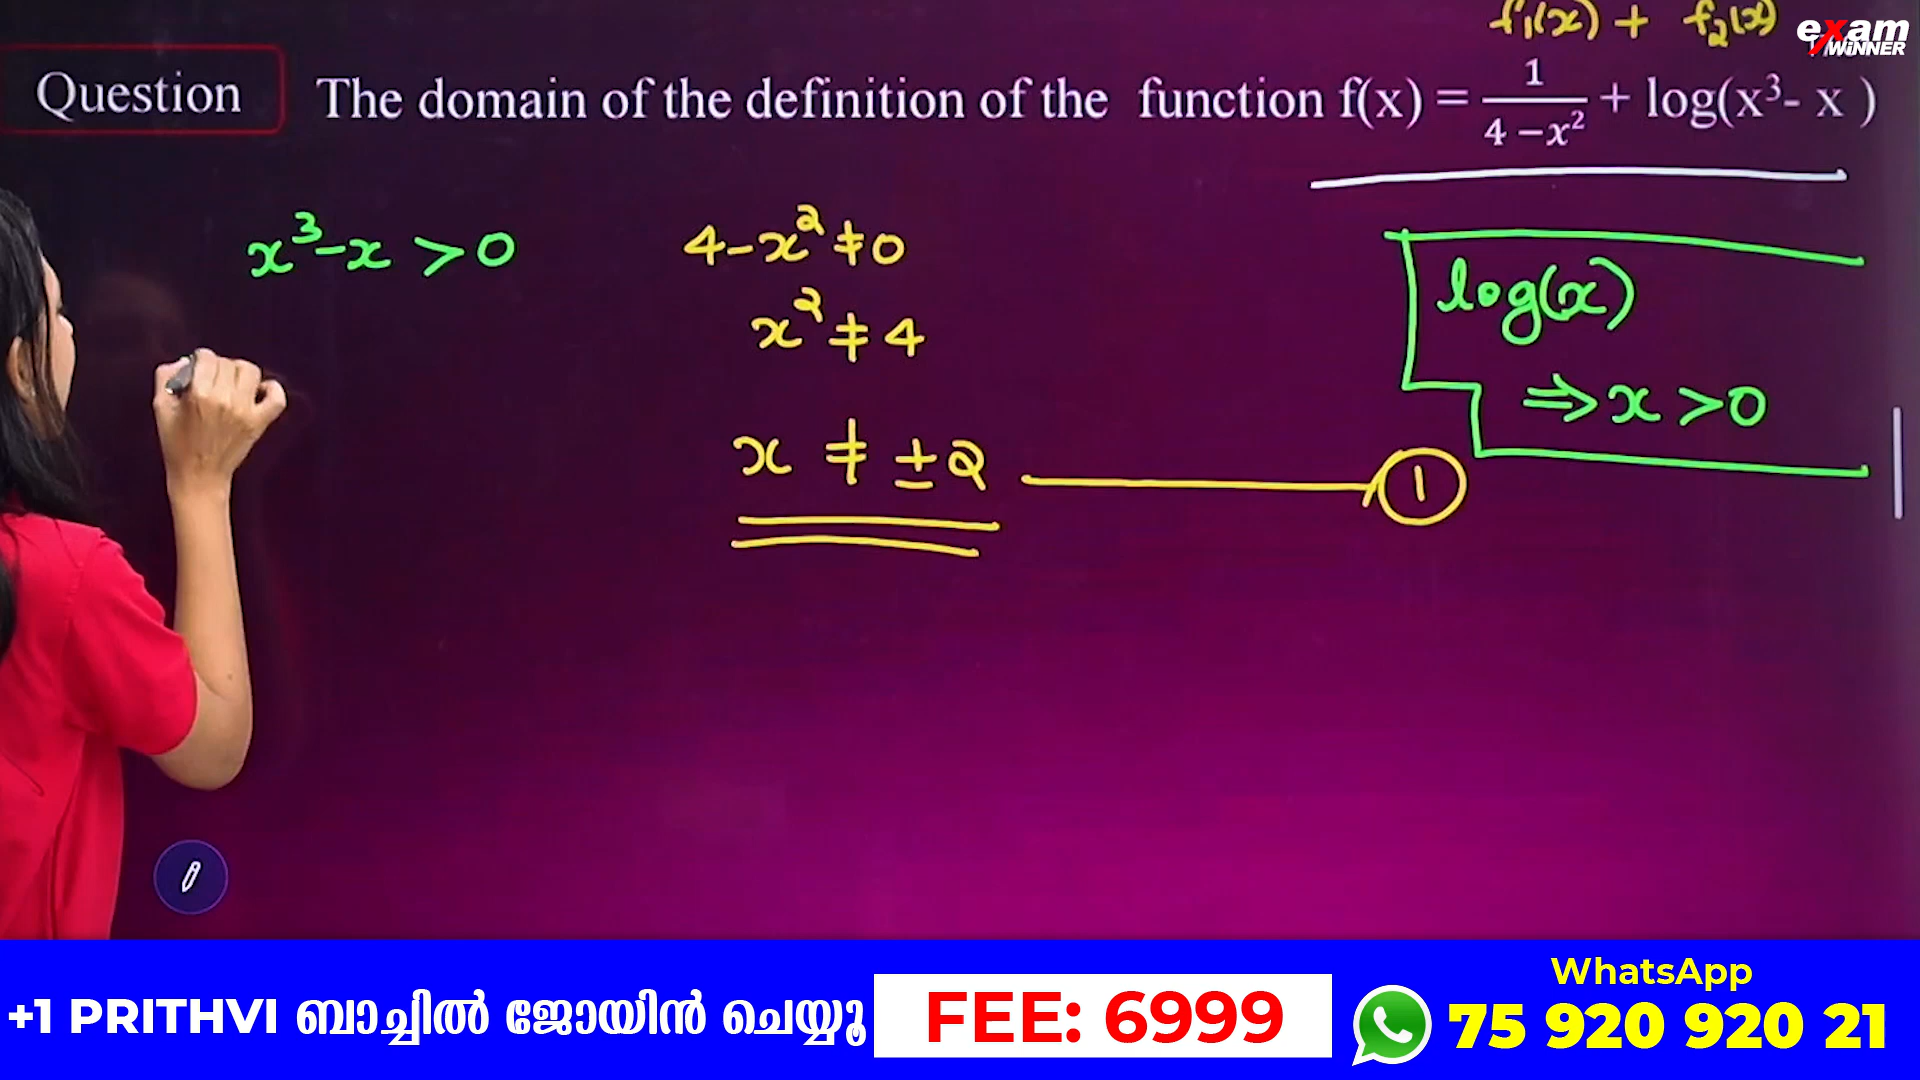 f₁(x) + f₂(x)
exam WINNER
Question The domain of the definition of the function f(x) = 1/(4 − x²) + log(x³- x )
x³-x > 0
4-x² ≠ 0
x² ≠ 4
x ≠ ±2
1
log(x)
⇒ x > 0
+1 PRITHVI ബാച്ചിൽ ജോയിൻ ചെയ്യൂ
FEE: 6999
WhatsApp
75 920 920 21